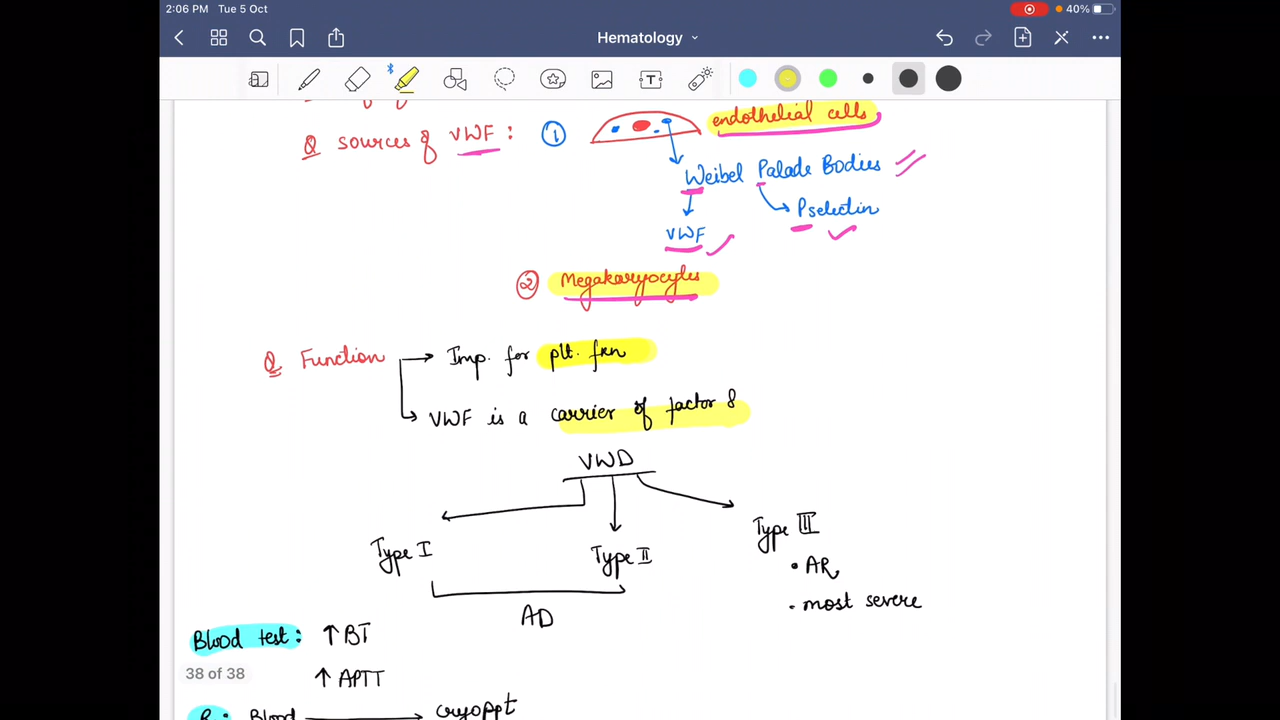 2:06 PM Tue 5 Oct
40%
Hematology
Q sources of VWF : ① endothelial cells
Weibel Palade Bodies
Pselectin
VWF
② Megakaryocytes
Q Function → Imp. for plt. fxn
→ VWF is a carrier of factor 8
VWD
Type I
Type II
Type III
• AR
• most severe
AD
Blood test: ↑ BT
38 of 38
↑ APTT
R: Blood → cryoppt